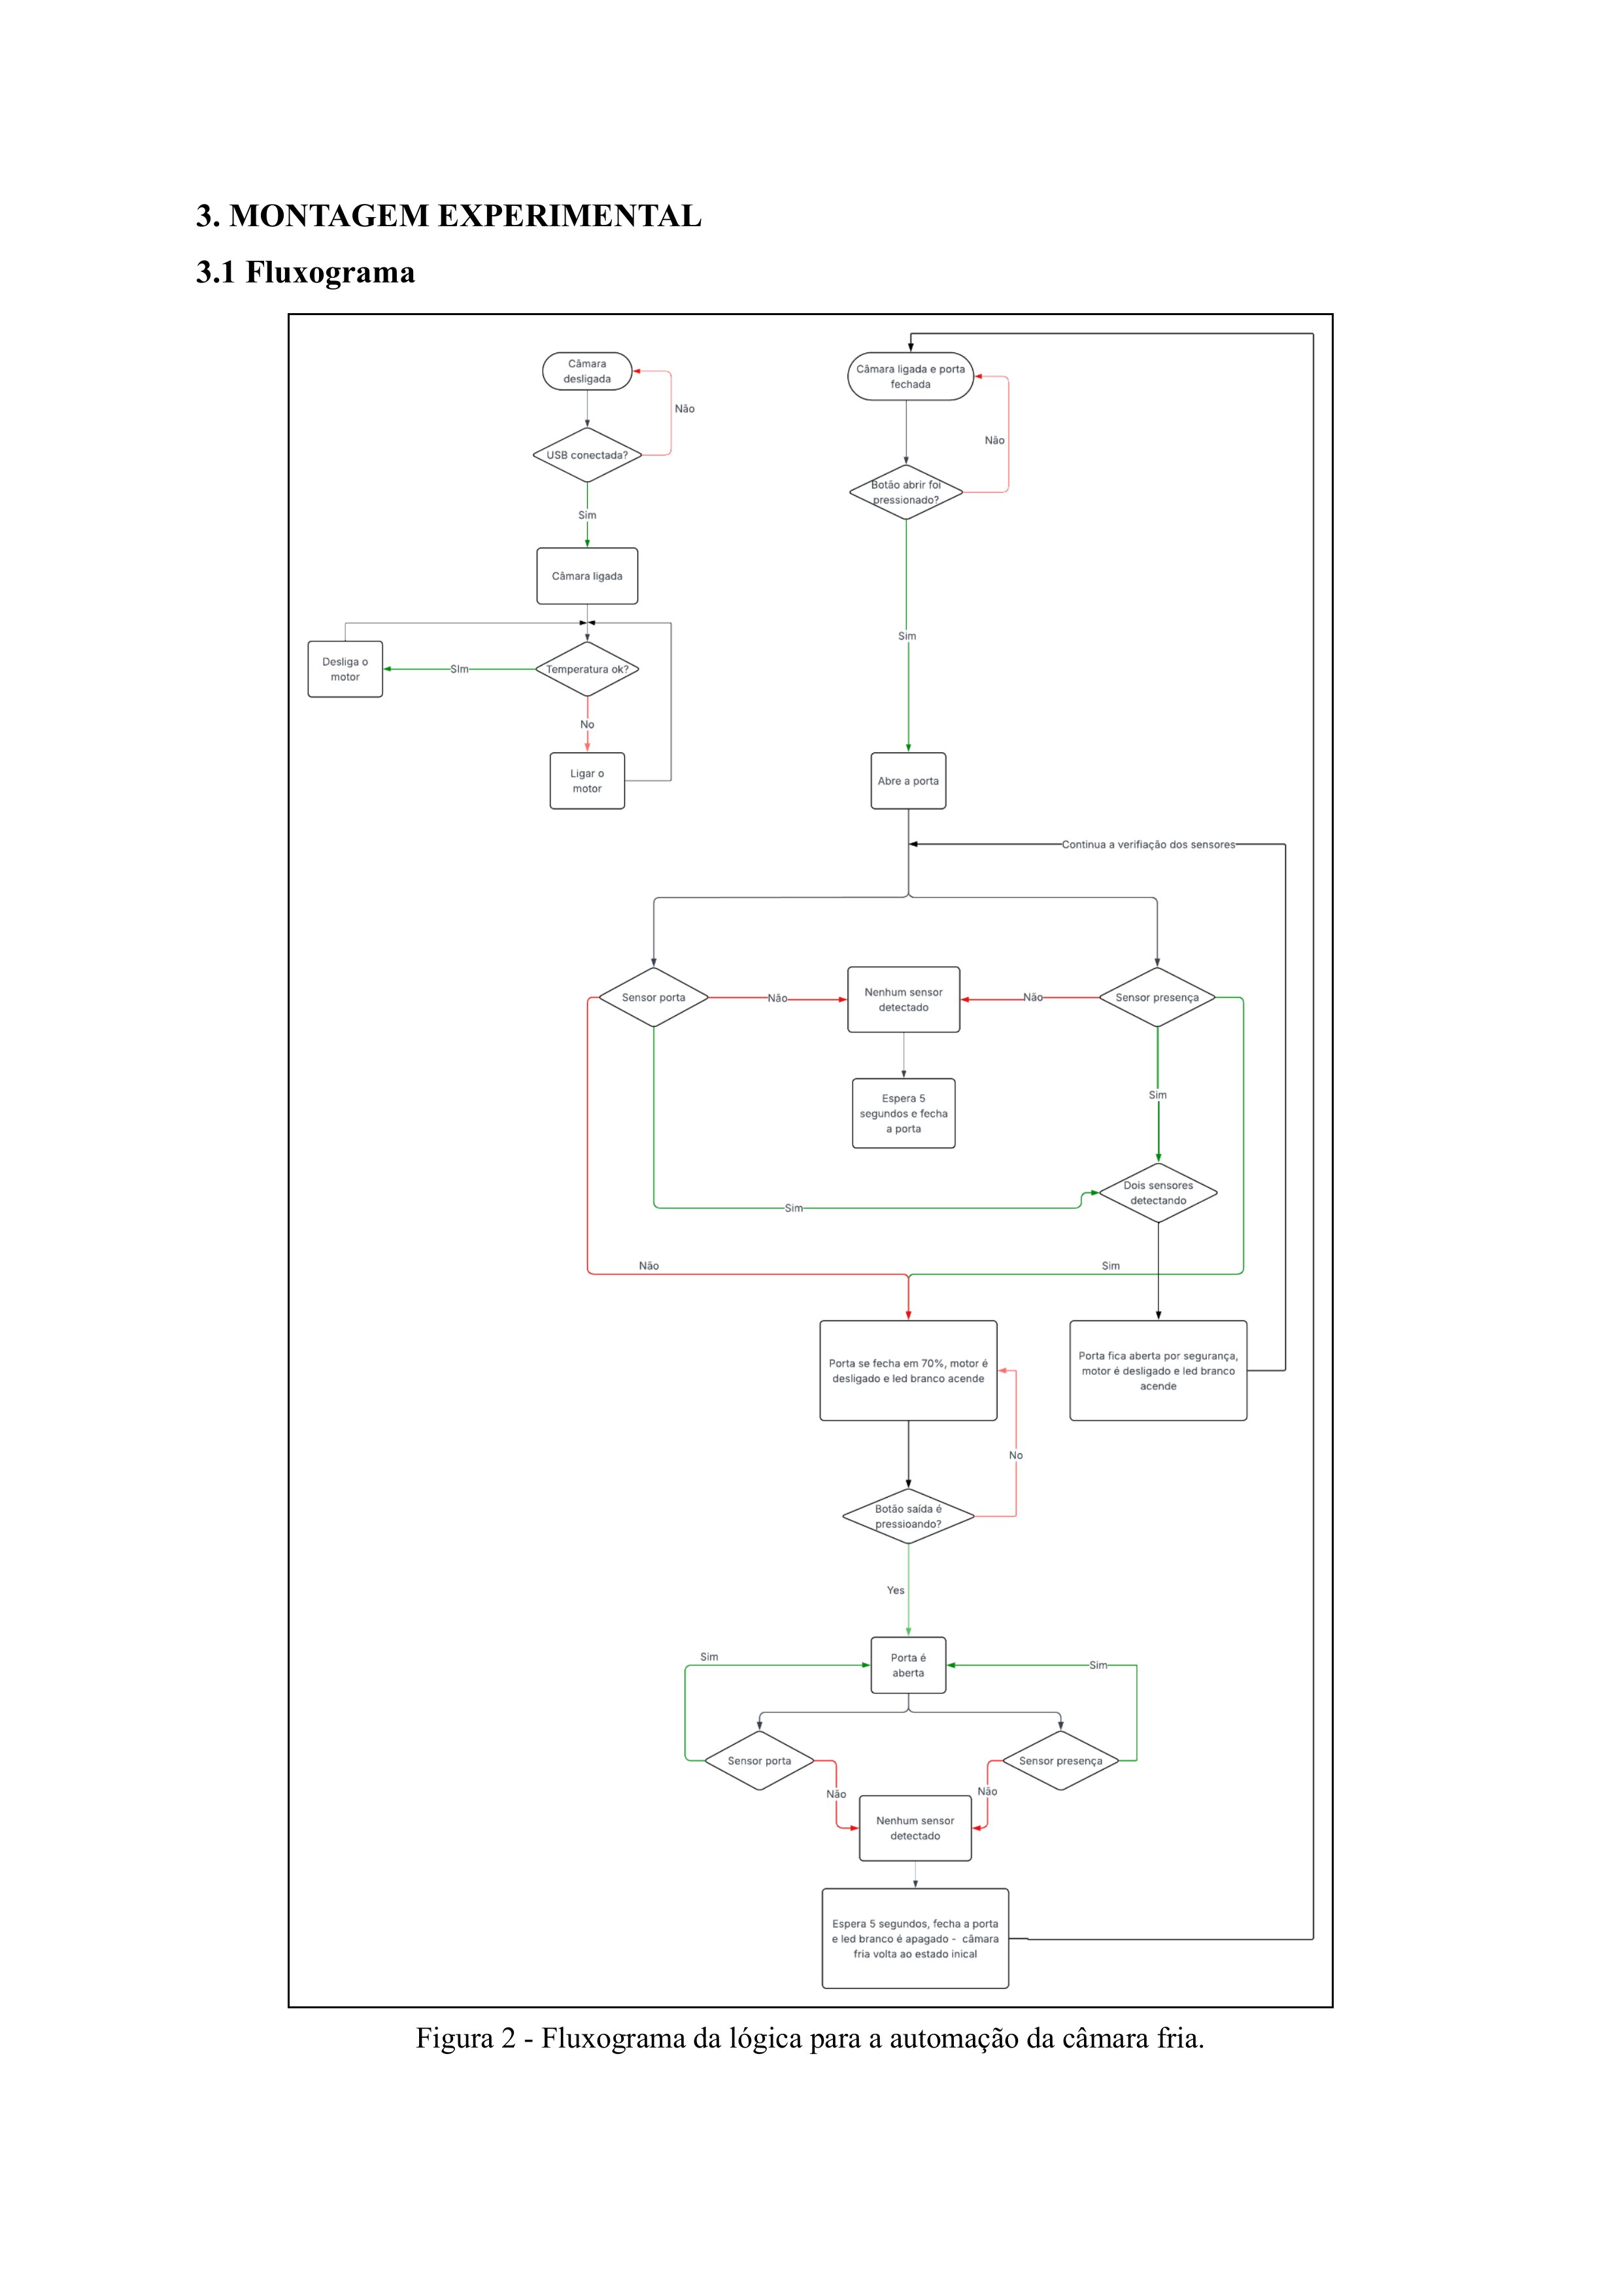 3. MONTAGEM EXPERIMENTAL
3.1 Fluxograma
Câmara
desligada
Não
USB conectada?
Sim
Câmara ligada
Desliga o
motor
SIm
Temperatura ok?
No
Ligar o
motor
Câmara ligada e porta
fechada
Não
Botão abrir foi
pressionado?
Sim
Abre a porta
Continua a verifiação dos sensores
Sensor porta
Não
Nenhum sensor
detectado
Não
Sensor presença
Espera 5
segundos e fecha
a porta
Sim
Dois sensores
detectando
Sim
Não
Sim
Porta se fecha em 70%, motor é
desligado e led branco acende
Porta fica aberta por segurança,
motor é desligado e led branco
acende
No
Botão saída é
pressioando?
Yes
Sim
Porta é
aberta
Sim
Sensor porta
Sensor presença
Não
Não
Nenhum sensor
detectado
Espera 5 segundos, fecha a porta
e led branco é apagado - câmara
fria volta ao estado inical
Figura 2 - Fluxograma da lógica para a automação da câmara fria.